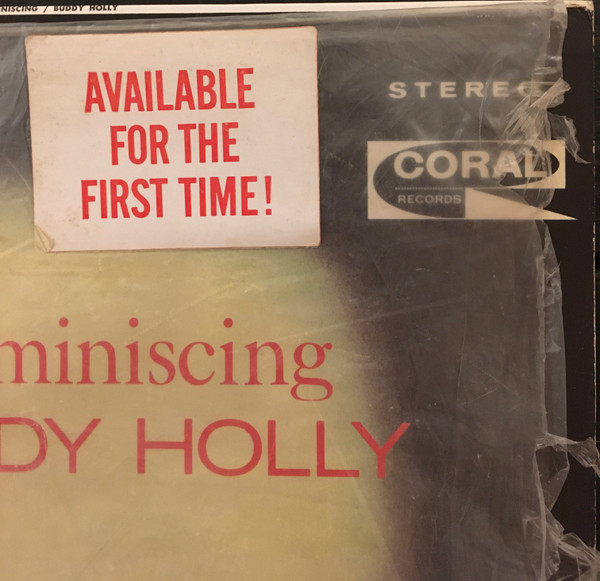 NISCING / BUDDY HOLLY
AVAILABLE
FOR THE
FIRST TIME!
STEREO
CORAL
RECORDS
miniscing
DY HOLLY